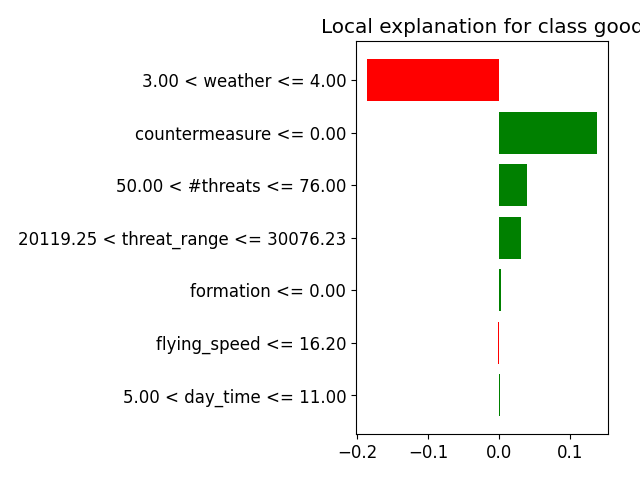 Local explanation for class good
3.00 < weather <= 4.00
countermeasure <= 0.00
50.00 < #threats <= 76.00
20119.25 < threat_range <= 30076.23
formation <= 0.00
flying_speed <= 16.20
5.00 < day_time <= 11.00
−0.2 −0.1 0.0 0.1